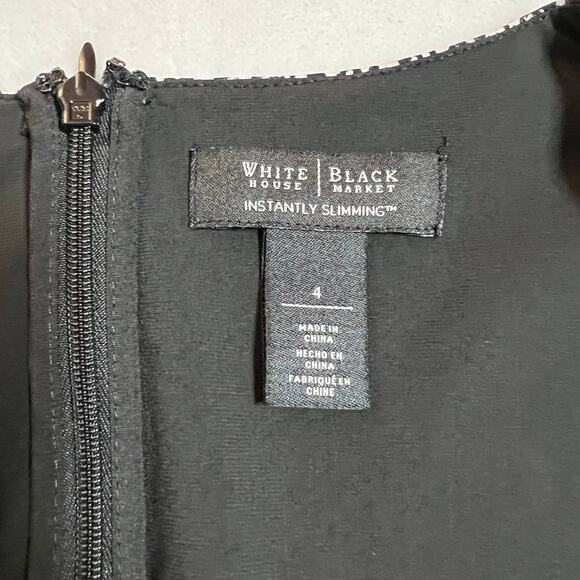 WHITE | BLACK
HOUSE | MARKET
INSTANTLY SLIMMING™
4
MADE IN
CHINA
HECHO EN
CHINA
FABRIQUÉ EN
CHINE